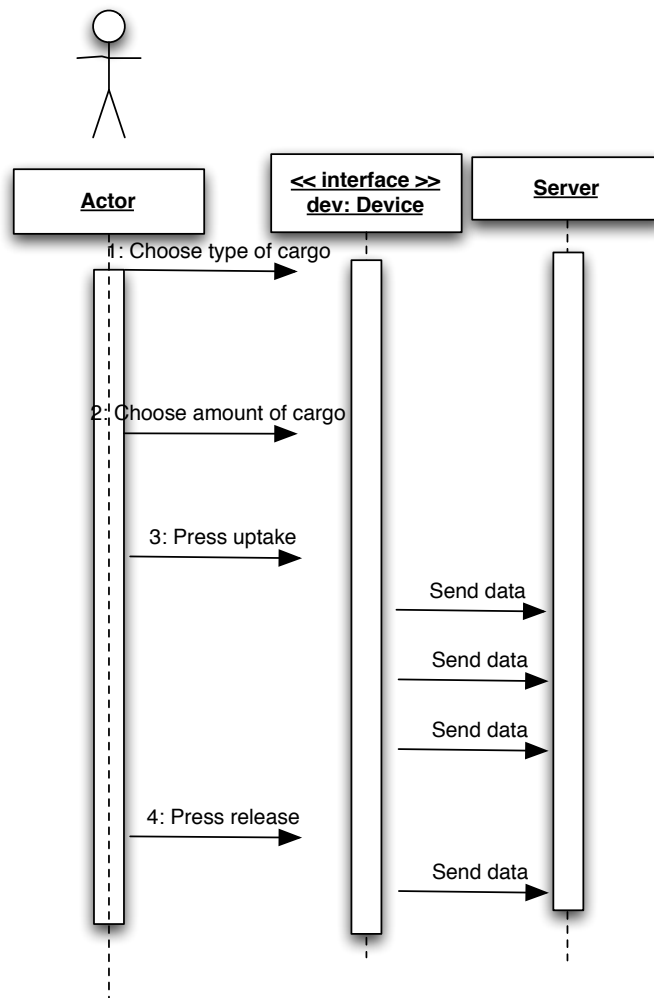 Actor
<< interface >>
dev: Device
Server
1: Choose type of cargo
2: Choose amount of cargo
3: Press uptake
Send data
Send data
Send data
4: Press release
Send data